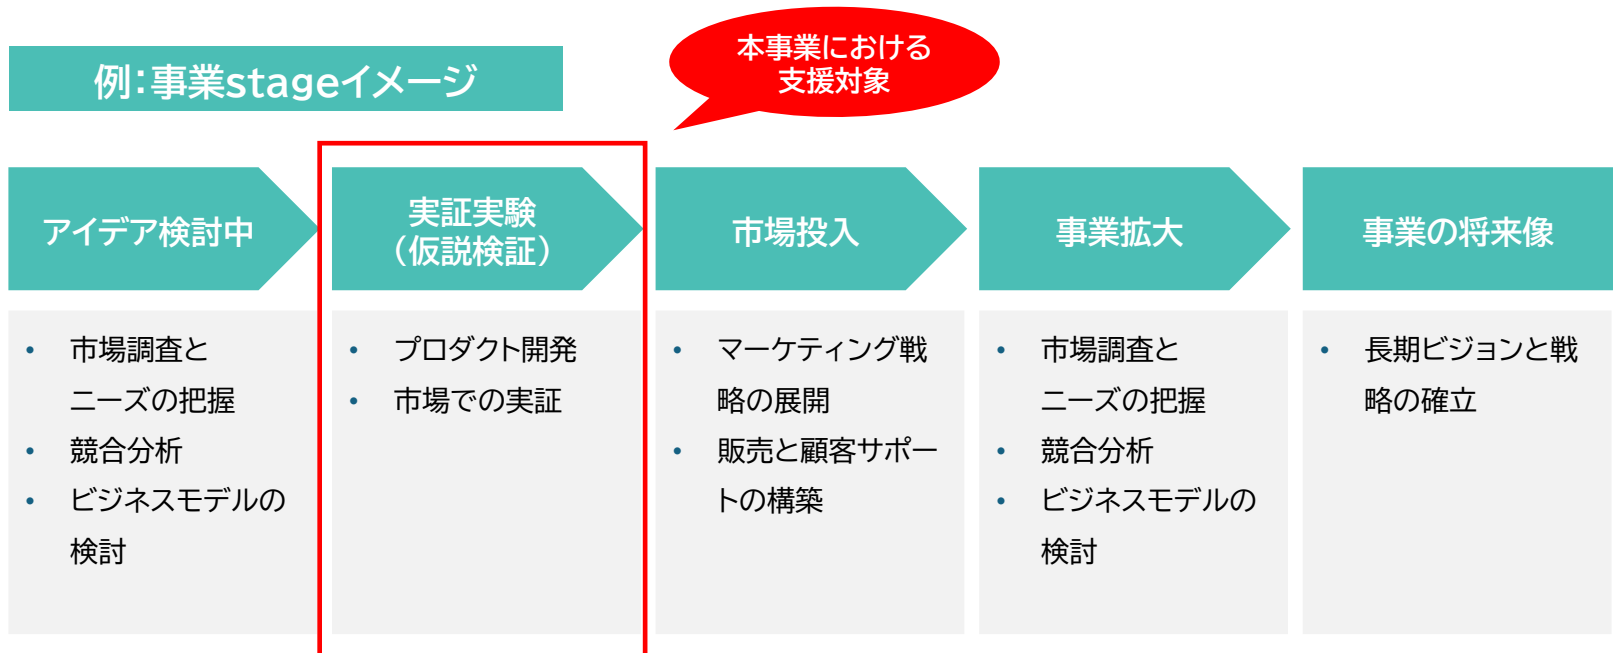 本事業における
支援対象
例:事業stageイメージ
アイデア検討中
実証実験
(仮説検証)
市場投入
事業拡大
事業の将来像
• 市場調査と
ニーズの把握
• 競合分析
• ビジネスモデルの
検討
• プロダクト開発
• 市場での実証
• マーケティング戦
略の展開
• 販売と顧客サポー
トの構築
• 市場調査と
ニーズの把握
• 競合分析
• ビジネスモデルの
検討
• 長期ビジョンと戦
略の確立